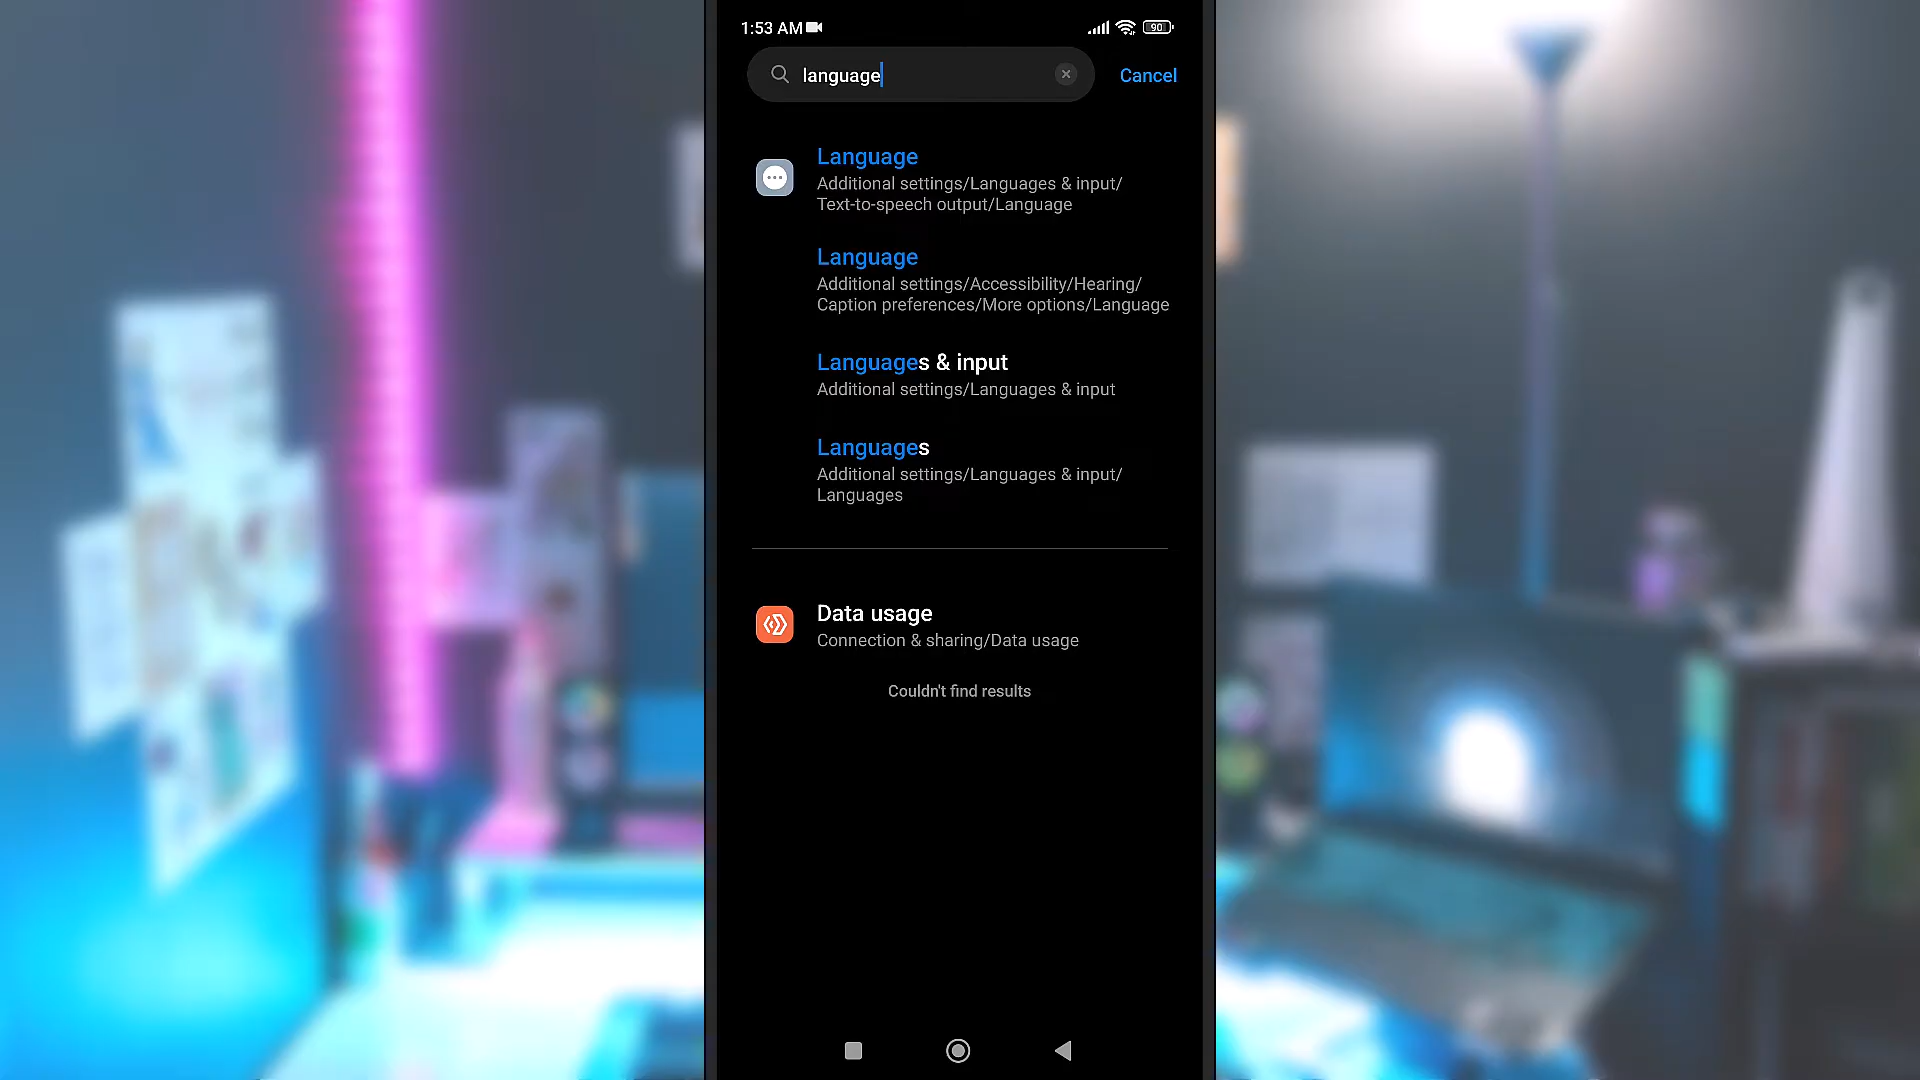 1:53 AM
90
language
Cancel
Language
Additional settings/Languages & input/
Text-to-speech output/Language
Language
Additional settings/Accessibility/Hearing/
Caption preferences/More options/Language
Languages & input
Additional settings/Languages & input
Languages
Additional settings/Languages & input/
Languages
Data usage
Connection & sharing/Data usage
Couldn't find results